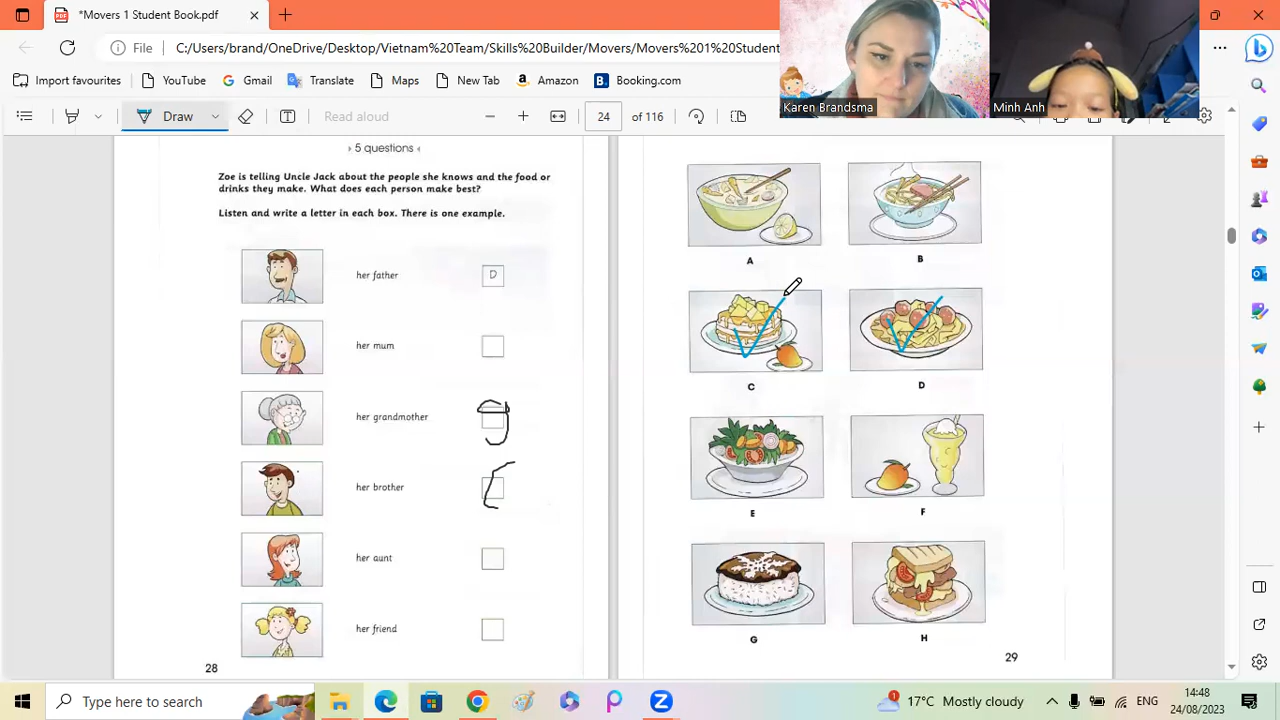 *Movers 1 Student Book.pdf
File
C:/Users/brand/OneDrive/Desktop/Vietnam%20Team/Skills%20Builder/Movers/Movers%201%20Student
Import favourites
YouTube
Gmail
Translate
Maps
New Tab
Amazon
Booking.com
Karen Brandsma
Minh Anh
Draw
Read aloud
24 of 116
5 questions
Zoe is telling Uncle Jack about the people she knows and the food or
drinks they make. What does each person make best?
Listen and write a letter in each box. There is one example.
her father
D
her mum
her grandmother
g
her brother
her aunt
her friend
28
A
B
C
D
E
F
G
H
29
Type here to search
17°C Mostly cloudy
ENG
14:48
24/08/2023